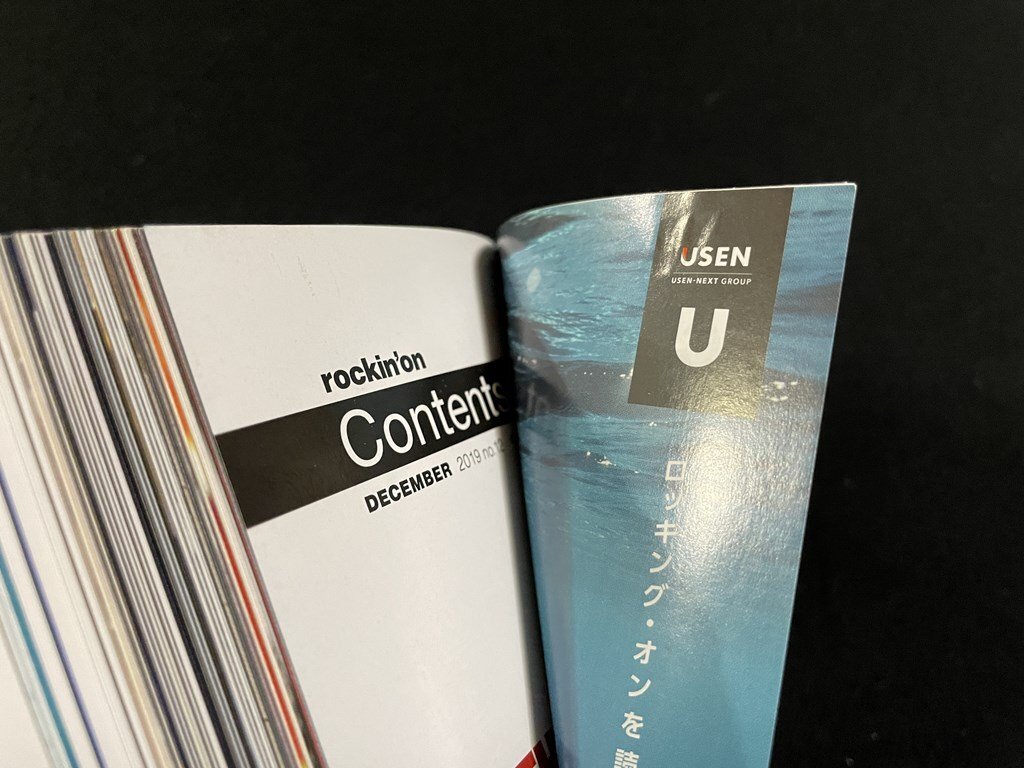 rockin'on
Contents
DECEMBER 2019 no.12
USEN
USEN-NEXT GROUP
U
ロッキング・オンを